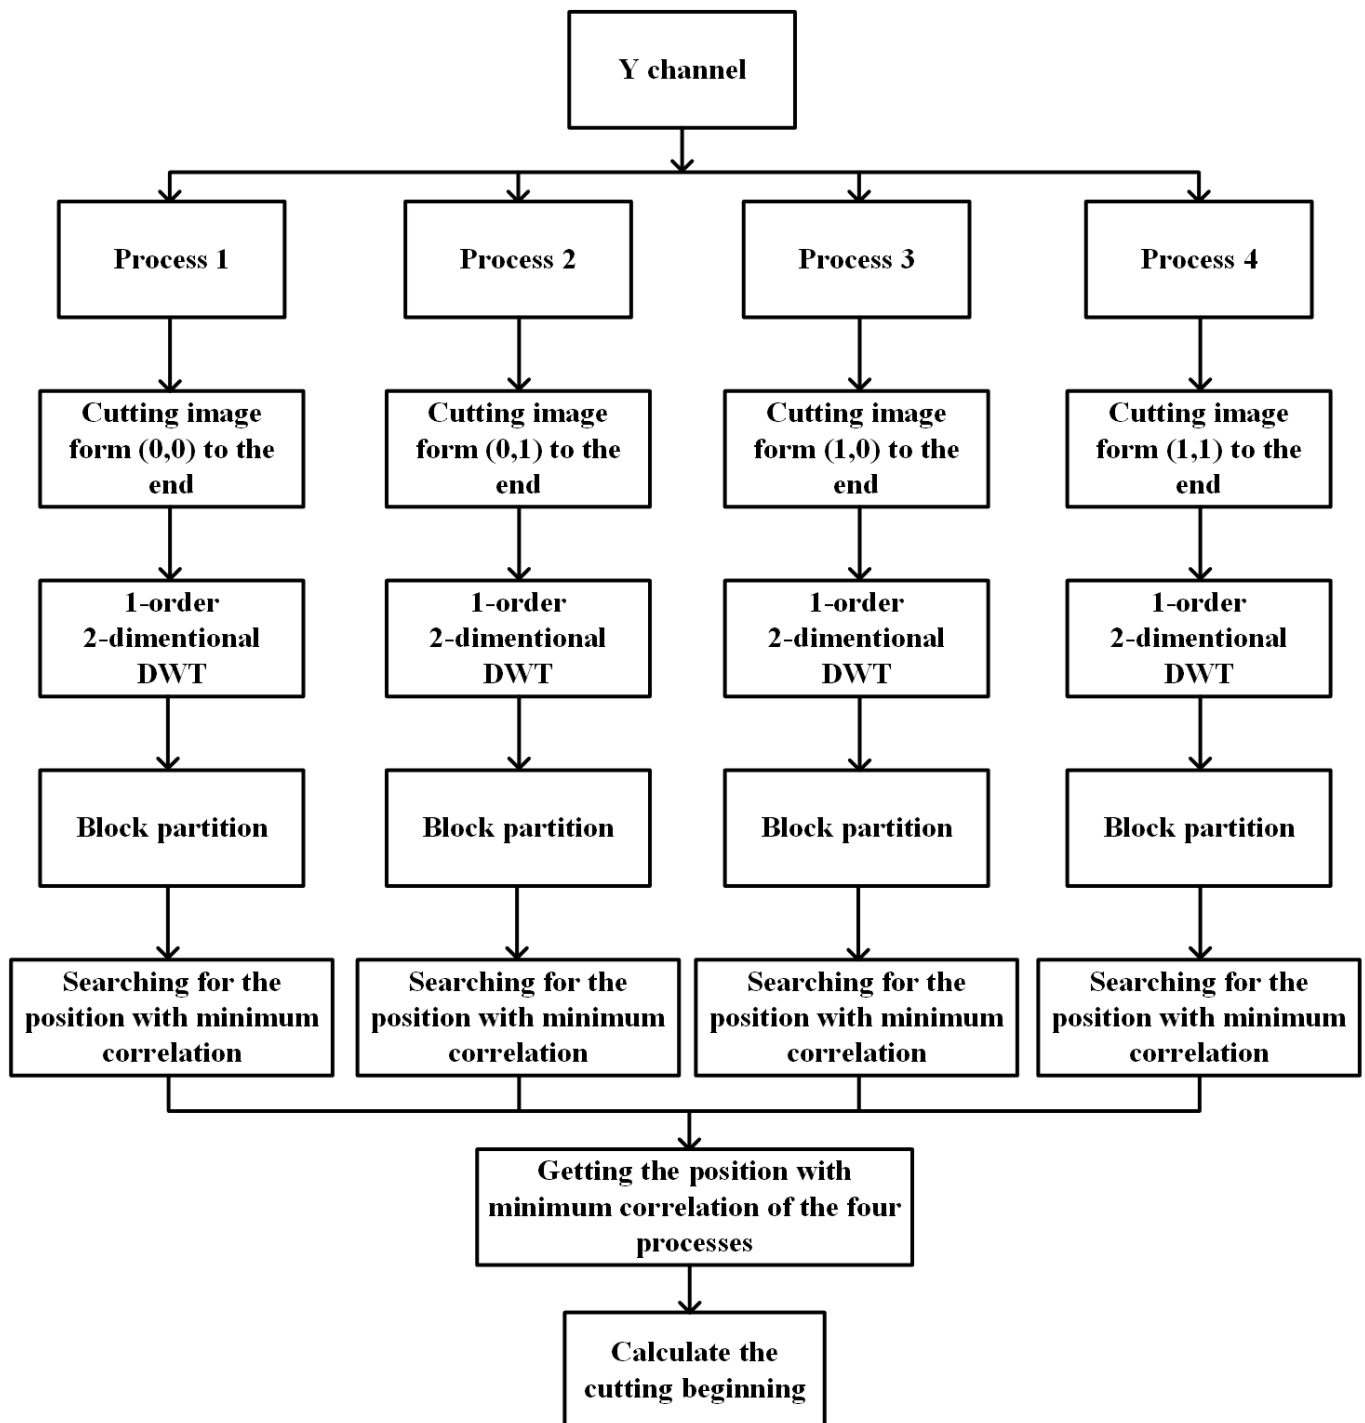 Y channel
Process 1
Process 2
Process 3
Process 4
Cutting image
form (0,0) to the
end
Cutting image
form (0,1) to the
end
Cutting image
form (1,0) to the
end
Cutting image
form (1,1) to the
end
1-order
2-dimentional
DWT
1-order
2-dimentional
DWT
1-order
2-dimentional
DWT
1-order
2-dimentional
DWT
Block partition
Block partition
Block partition
Block partition
Searching for the
position with minimum
correlation
Searching for the
position with minimum
correlation
Searching for the
position with minimum
correlation
Searching for the
position with minimum
correlation
Getting the position with
minimum correlation of the four
processes
Calculate the
cutting beginning